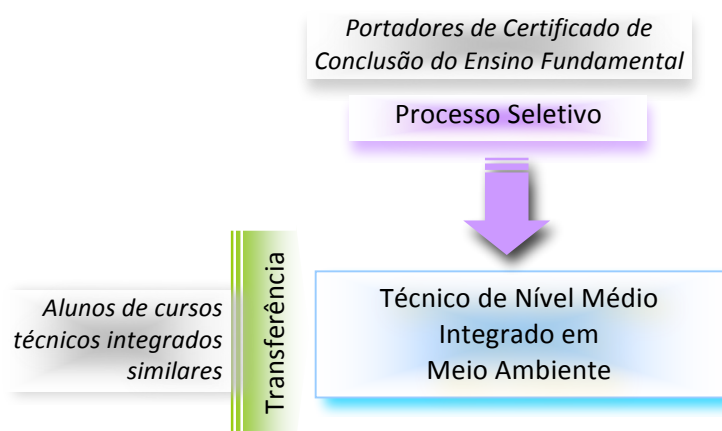 Portadores de Certificado de
Conclusão do Ensino Fundamental
Processo Seletivo
Alunos de cursos
técnicos integrados
similares
Transferência
Técnico de Nível Médio
Integrado em
Meio Ambiente